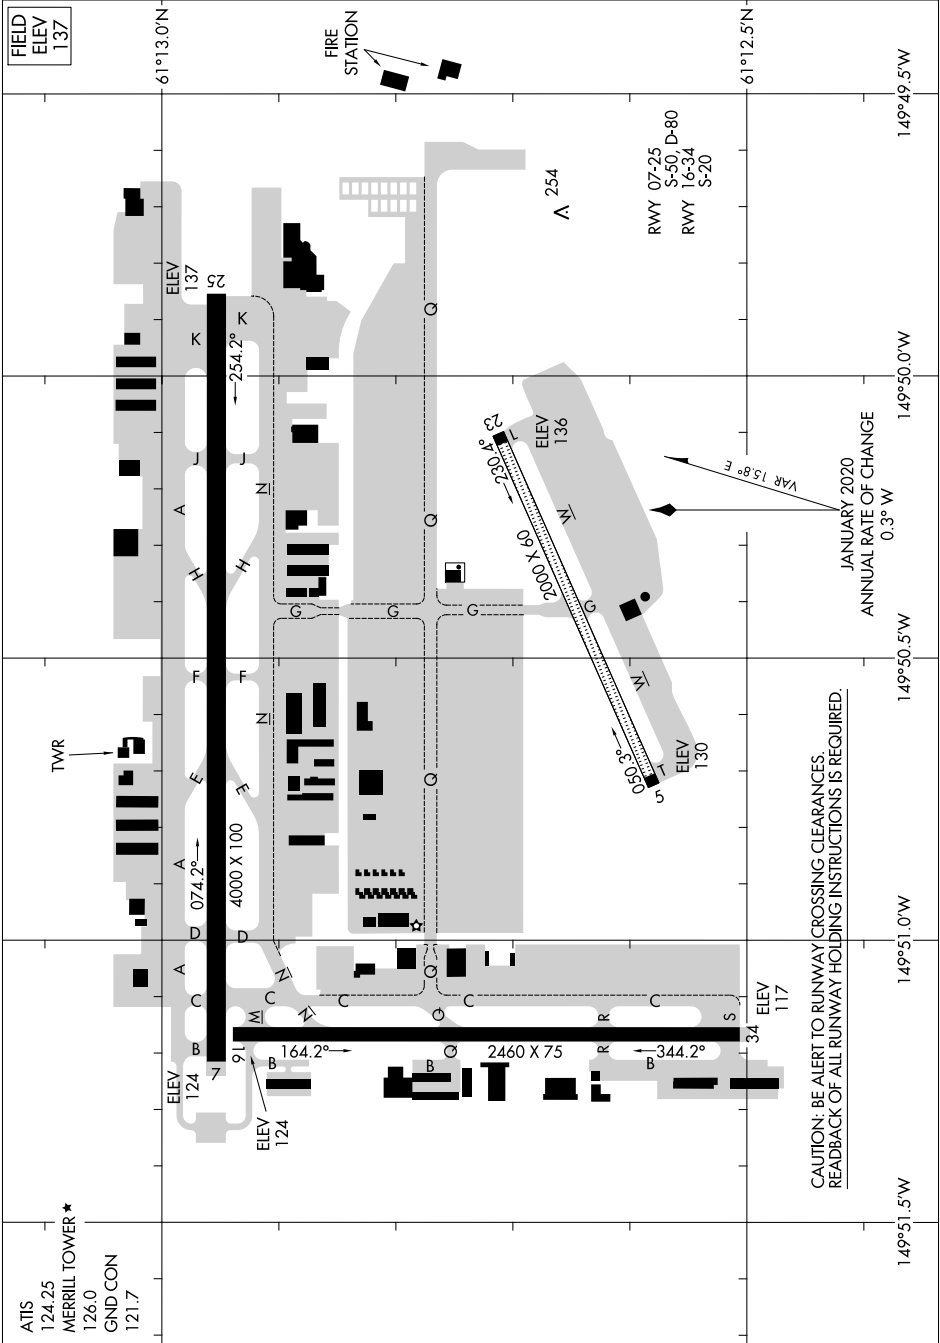 FIELD
ELEV
137
ATIS
124.25
MERRILL TOWER ★
126.0
GND CON
121.7
61°13.0'N
61°12.5'N
149°49.5'W
149°50.0'W
149°50.5'W
149°51.0'W
149°51.5'W
FIRE
STATION
TWR
254
RWY 07-25
S-50, D-80
RWY 16-34
S-20
ELEV
137
25
K
K
254.2°
J
J
N
A
H
H
F
F
N
E
E
A
074.2°
4000 X 100
D
D
A
N
C
C
N
M
B
7
ELEV
124
16
ELEV
124
B
164.2°
2460 X 75
344.2°
C
C
C
Q
Q
Q
B
R
R
B
S
34
ELEV
117
Q
Q
Q
G
G
G
G
23
L
230.4°
ELEV
136
2000 X 60
W
W
050.3°
5
T
ELEV
130
VAR 15.8° E
JANUARY 2020
ANNUAL RATE OF CHANGE
0.3° W
CAUTION: BE ALERT TO RUNWAY CROSSING CLEARANCES.
READBACK OF ALL RUNWAY HOLDING INSTRUCTIONS IS REQUIRED.